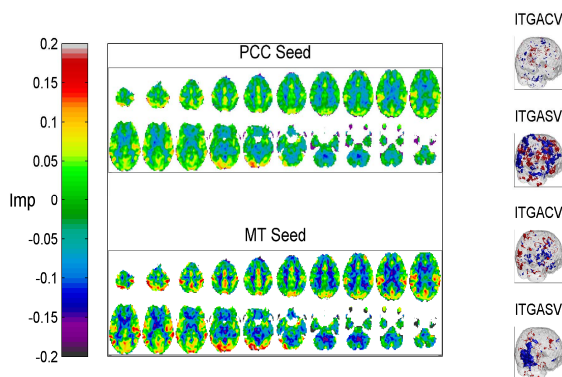 PCC Seed
0.2
0.15
0.1
0.05
Imp
0
-0.05
-0.1
-0.15
-0.2
MT Seed
ITGACV
ITGASV
ITGACV
ITGASV